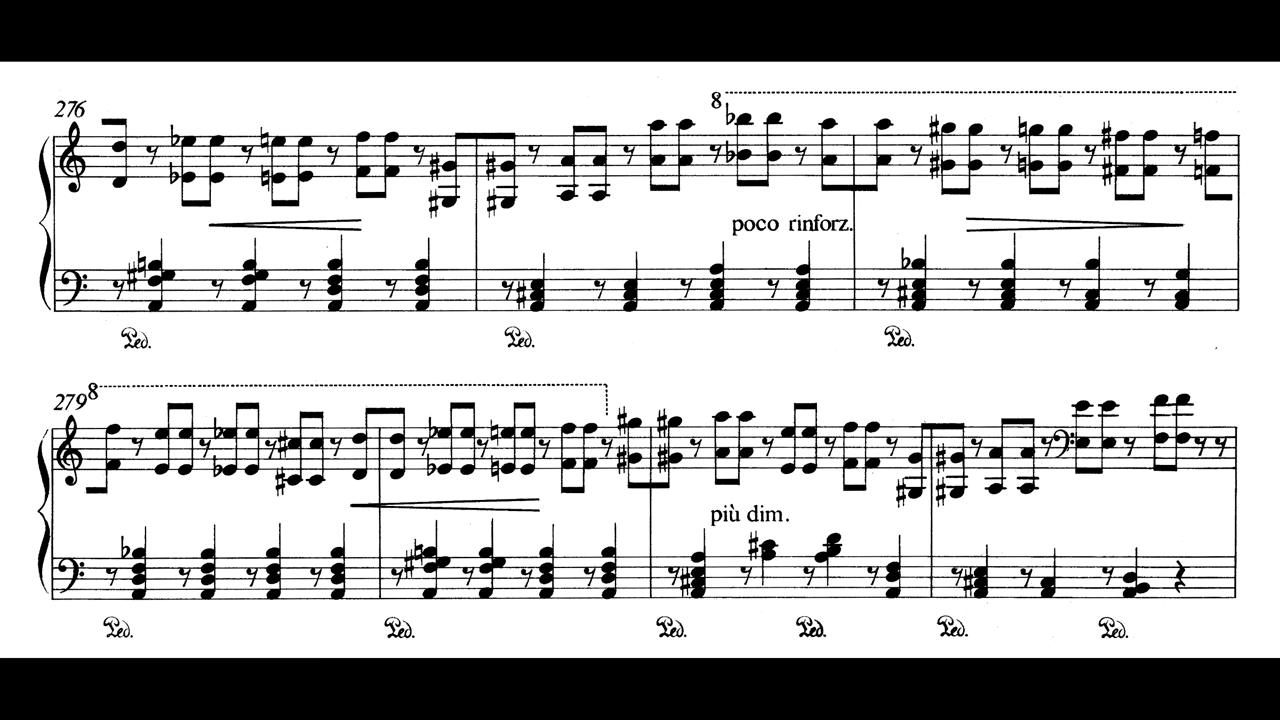 8
276
poco rinforz.
Ped. Ped. Ped.
8
279
più dim.
Ped. Ped. Ped. Ped. Ped. Ped.